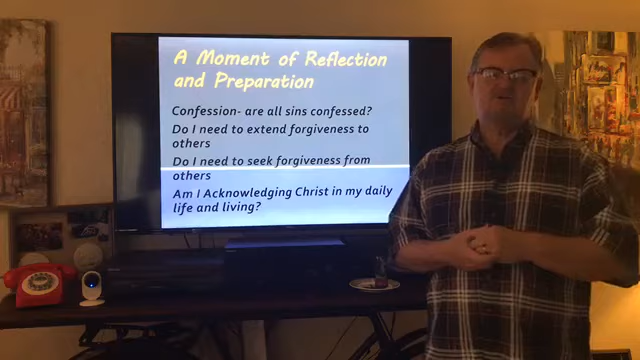 A Moment of Reflection
and Preparation
Confession- are all sins confessed?
Do I need to extend forgiveness to
others
Do I need to seek forgiveness from
others
Am I Acknowledging Christ in my daily
life and living?